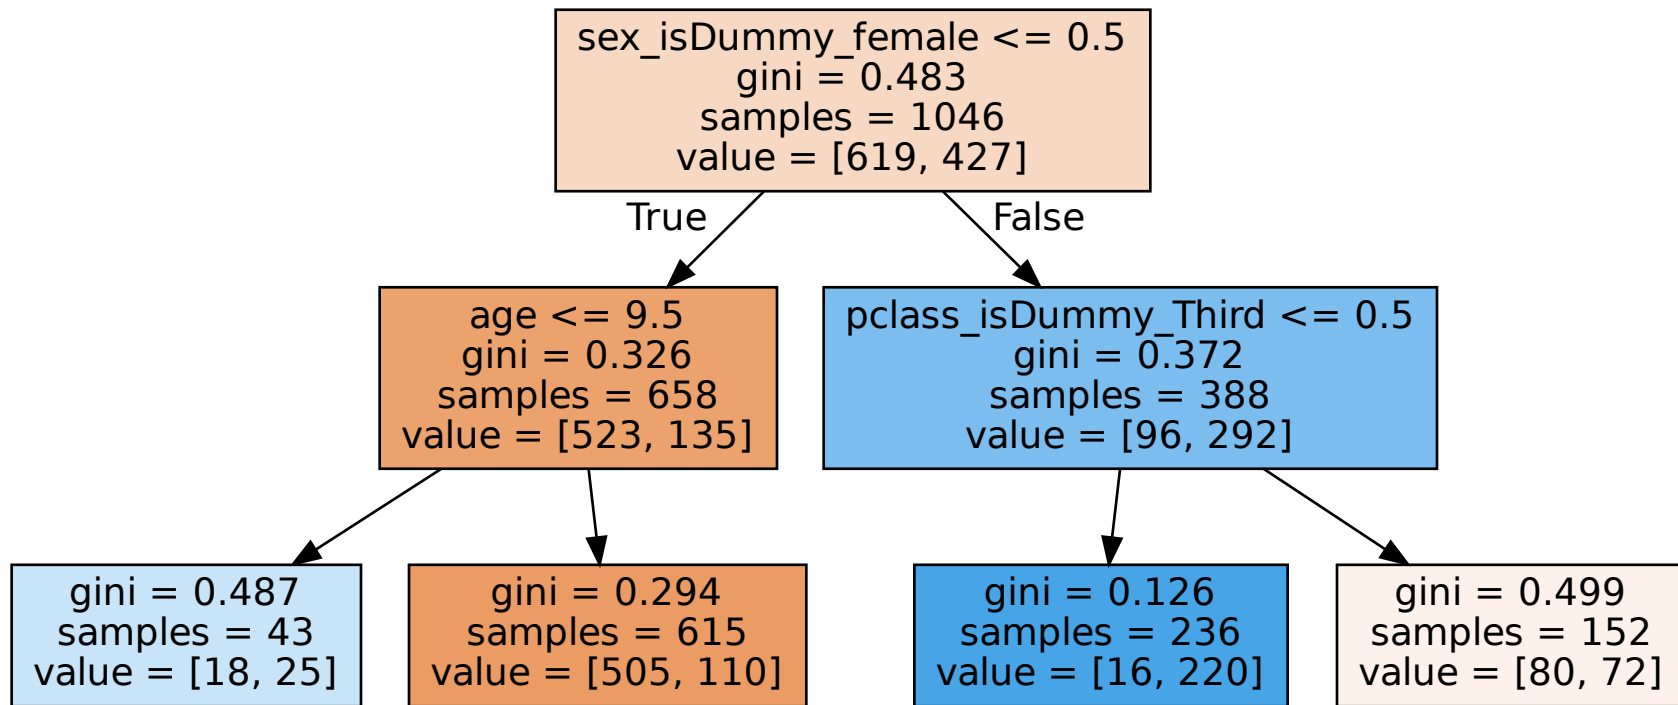 sex_isDummy_female <= 0.5
gini = 0.483
samples = 1046
value = [619, 427]
True
False
age <= 9.5
gini = 0.326
samples = 658
value = [523, 135]
pclass_isDummy_Third <= 0.5
gini = 0.372
samples = 388
value = [96, 292]
gini = 0.487
samples = 43
value = [18, 25]
gini = 0.294
samples = 615
value = [505, 110]
gini = 0.126
samples = 236
value = [16, 220]
gini = 0.499
samples = 152
value = [80, 72]